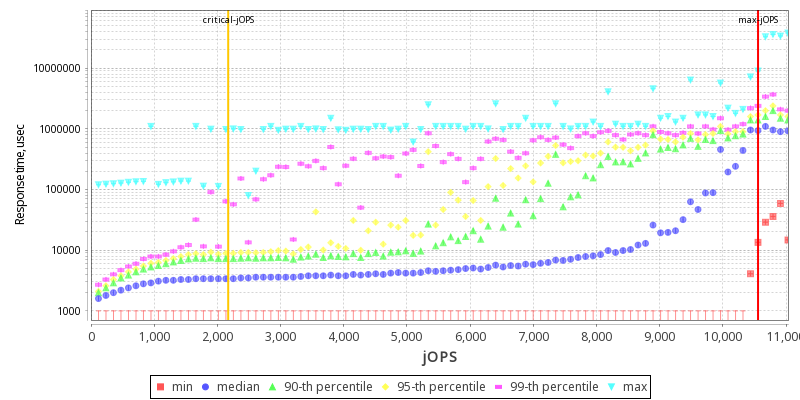 critical-jOPS max-jOPS
10000000
1000000
100000
10000
1000
Response time, usec
0 1,000 2,000 3,000 4,000 5,000 6,000 7,000 8,000 9,000 10,000 11,00
jOPS
min median 90-th percentile 95-th percentile 99-th percentile max